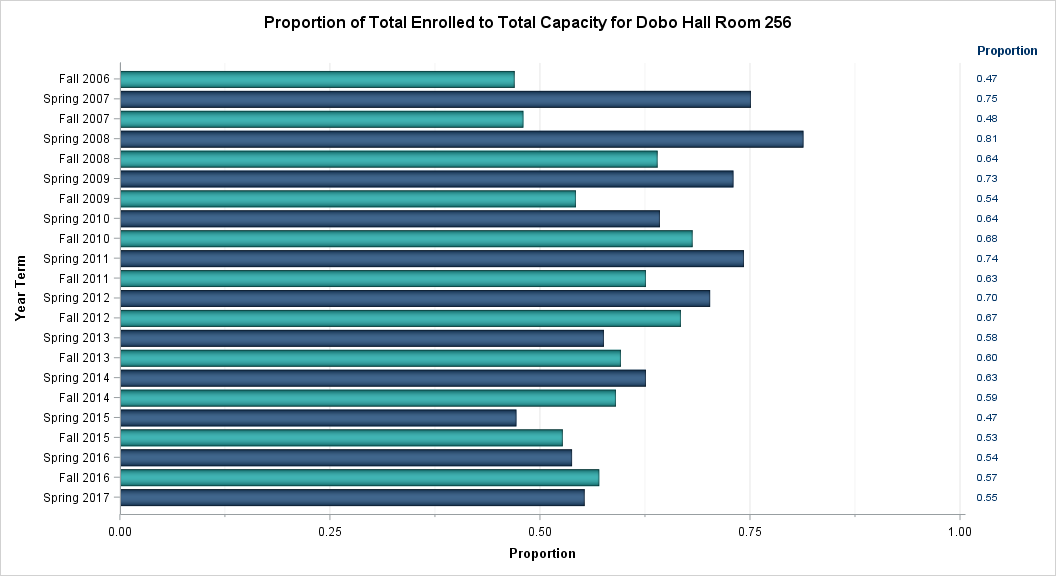 Proportion of Total Enrolled to Total Capacity for Dobo Hall Room 256
Proportion
Fall 2006 0.47
Spring 2007 0.75
Fall 2007 0.48
Spring 2008 0.81
Fall 2008 0.64
Spring 2009 0.73
Fall 2009 0.54
Spring 2010 0.64
Fall 2010 0.68
Spring 2011 0.74
Fall 2011 0.63
Spring 2012 0.70
Fall 2012 0.67
Spring 2013 0.58
Fall 2013 0.60
Spring 2014 0.63
Fall 2014 0.59
Spring 2015 0.47
Fall 2015 0.53
Spring 2016 0.54
Fall 2016 0.57
Spring 2017 0.55
Year Term
0.00 0.25 0.50 0.75 1.00
Proportion